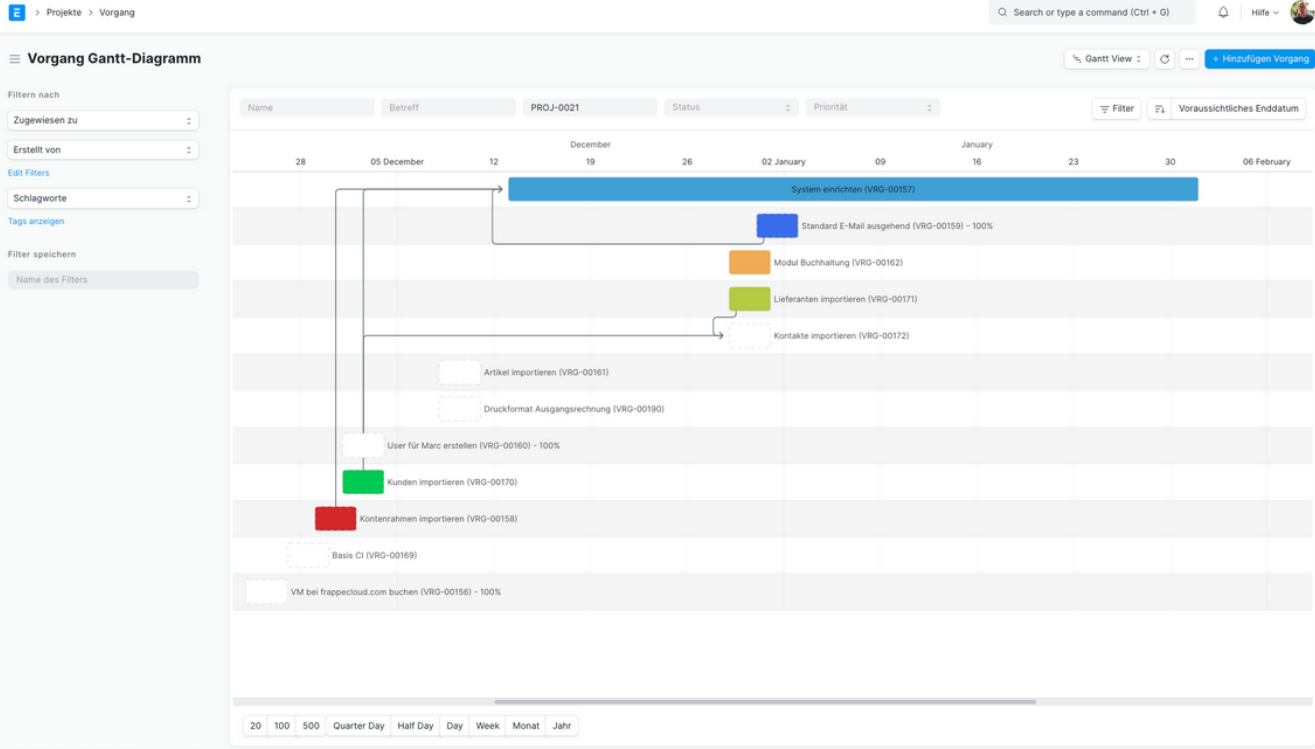 E > Projekte > Vorgang
Search or type a command (Ctrl + G)
Hilfe
Vorgang Gantt-Diagramm
Gantt View
...
+ Hinzufügen Vorgang
Filtern nach
Zugewiesen zu
Erstellt von
Edit Filters
Schlagworte
Tags anzeigen
Filter speichern
Name des Filters
Name
Betreff
PROJ-0021
Status
Priorität
Filter
Voraussichtliches Enddatum
December
January
28
05 December
12
19
26
02 January
09
16
23
30
06 February
System einrichten (VRG-00157)
Standard E-Mail ausgehend (VRG-00159) - 100%
Modul Buchhaltung (VRG-00162)
Lieferanten importieren (VRG-00171)
Kontakte importieren (VRG-00172)
Artikel importieren (VRG-00161)
Druckformat Ausgangsrechnung (VRG-00190)
User für Marc erstellen (VRG-00160) - 100%
Kunden importieren (VRG-00170)
Kontenrahmen importieren (VRG-00158)
Basis CI (VRG-00169)
VM bei frappecloud.com buchen (VRG-00156) - 100%
20
100
500
Quarter Day
Half Day
Day
Week
Monat
Jahr